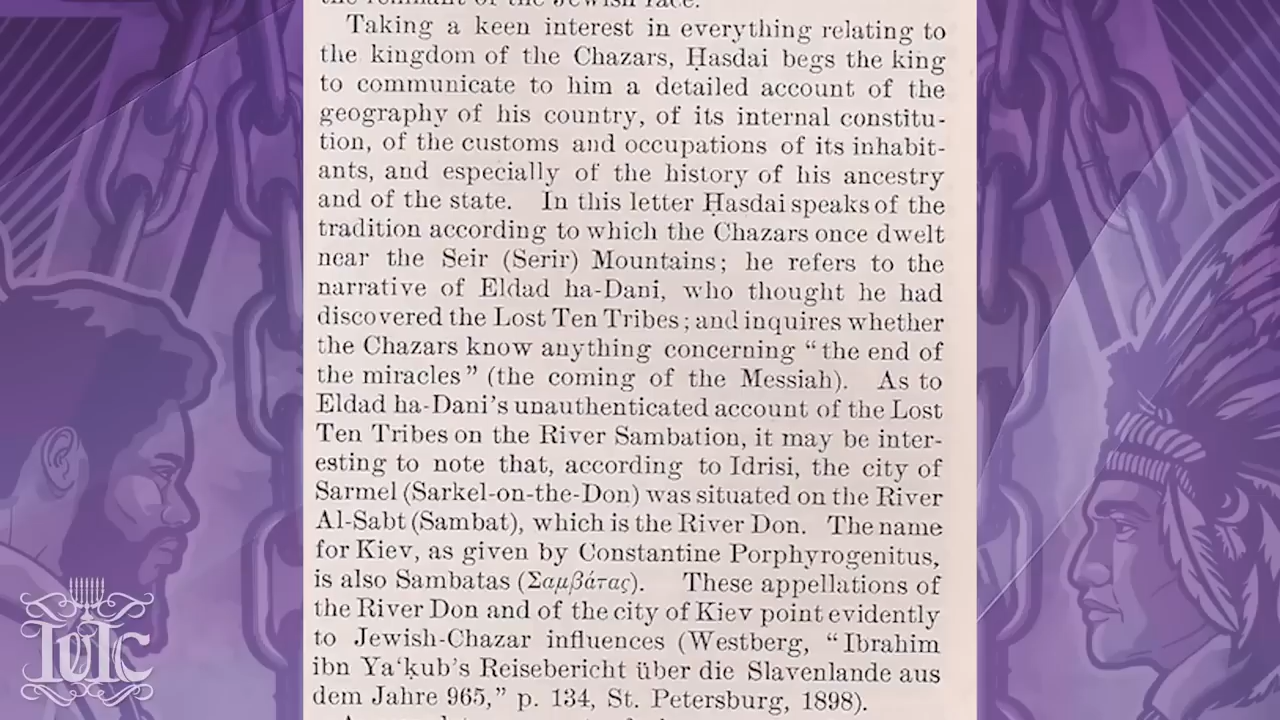 the remnant of the Jewish race.
Taking a keen interest in everything relating to
the kingdom of the Chazars, Ḥasdai begs the king
to communicate to him a detailed account of the
geography of his country, of its internal constitu-
tion, of the customs and occupations of its inhabit-
ants, and especially of the history of his ancestry
and of the state. In this letter Ḥasdai speaks of the
tradition according to which the Chazars once dwelt
near the Seir (Serir) Mountains; he refers to the
narrative of Eldad ha-Dani, who thought he had
discovered the Lost Ten Tribes; and inquires whether
the Chazars know anything concerning “the end of
the miracles” (the coming of the Messiah). As to
Eldad ha-Dani’s unauthenticated account of the Lost
Ten Tribes on the River Sambation, it may be inter-
esting to note that, according to Idrisi, the city of
Sarmel (Sarkel-on-the-Don) was situated on the River
Al-Sabt (Sambat), which is the River Don. The name
for Kiev, as given by Constantine Porphyrogenitus,
is also Sambatas (Σαμβάτας). These appellations of
the River Don and of the city of Kiev point evidently
to Jewish-Chazar influences (Westberg, “Ibrahim
ibn Ya‘ḳub’s Reisebericht über die Slavenlande aus
dem Jahre 965,” p. 134, St. Petersburg, 1898).
IUIC